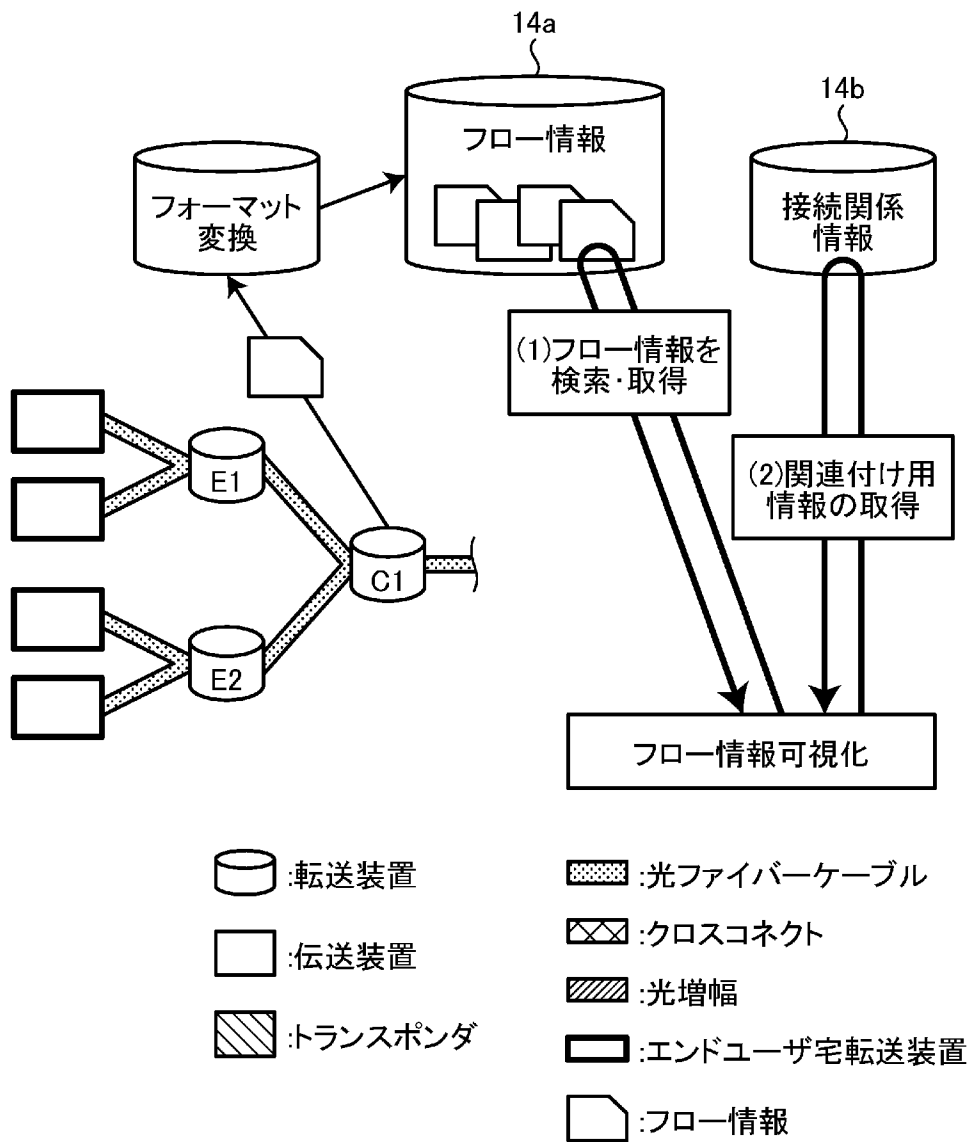 14a
14b
フロー情報
フォーマット
変換
接続関係
情報
(1)フロー情報を
検索・取得
(2)関連付け用
情報の取得
E1
C1
E2
フロー情報可視化
:転送装置
:伝送装置
:トランスポンダ
:光ファイバーケーブル
:クロスコネクト
:光増幅
:エンドユーザ宅転送装置
:フロー情報